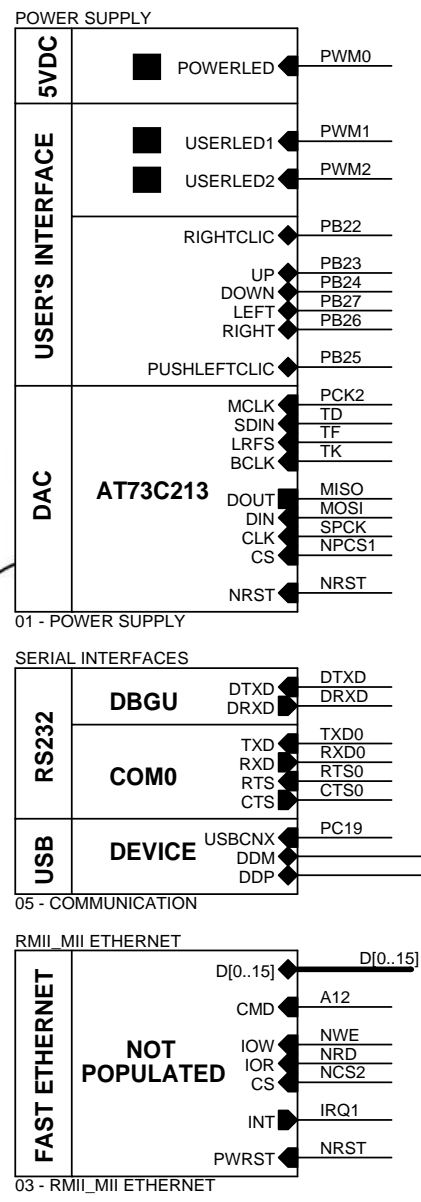 POWER SUPPLY
5VDC
POWERLED PWM0
USER'S INTERFACE
USERLED1 PWM1
USERLED2 PWM2
RIGHTCLIC PB22
UP PB23
DOWN PB24
LEFT PB27
RIGHT PB26
PUSHLEFTCLIC PB25
DAC
AT73C213
MCLK PCK2
SDIN TD
LRFS TF
BCLK TK
DOUT MISO
DIN MOSI
CLK SPCK
CS NPCS1
NRST NRST
01 - POWER SUPPLY
SERIAL INTERFACES
RS232
DBGU
DTXD DTXD
DRXD DRXD
COM0
TXD TXD0
RXD RXD0
RTS RTS0
CTS CTS0
USB
DEVICE
USBCNX PC19
DDM
DDP
05 - COMMUNICATION
RMII_MII ETHERNET
FAST ETHERNET
NOT
POPULATED
D[0..15] D[0..15]
CMD A12
IOW NWE
IOR NRD
CS NCS2
INT IRQ1
PWRST NRST
03 - RMII_MII ETHERNET